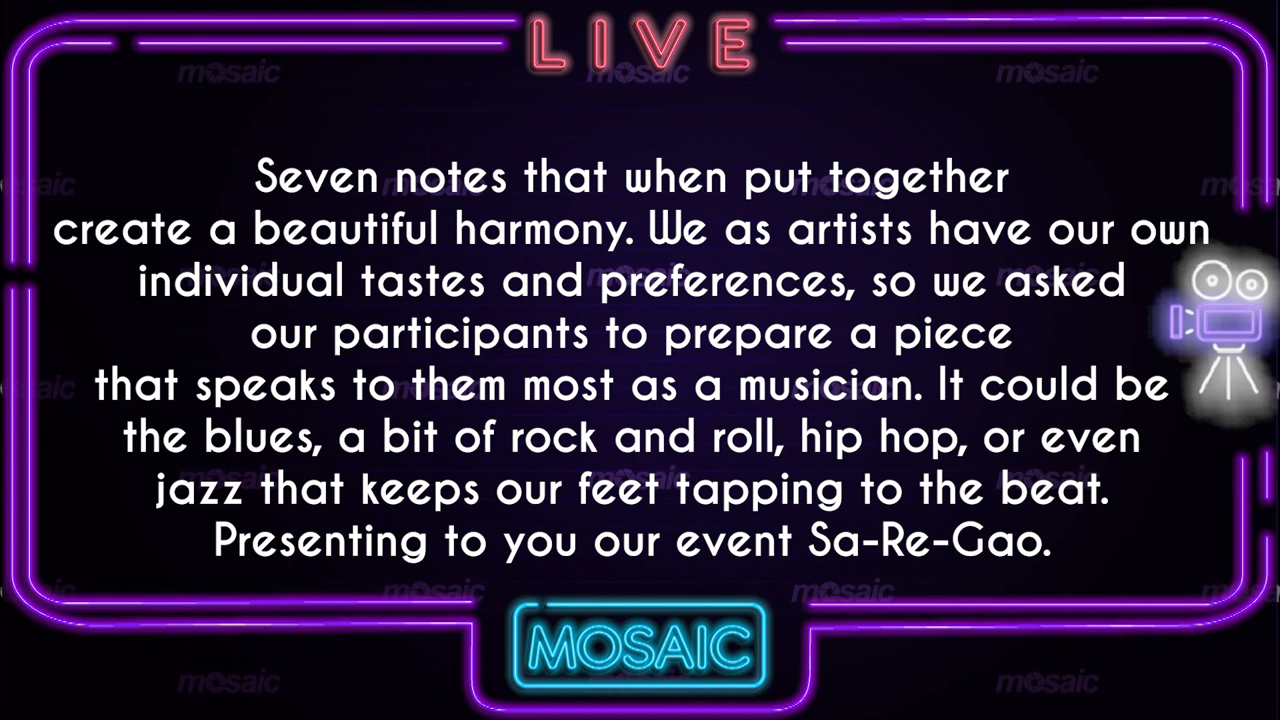 LIVE
Seven notes that when put together
create a beautiful harmony. We as artists have our own
individual tastes and preferences, so we asked
our participants to prepare a piece
that speaks to them most as a musician. It could be
the blues, a bit of rock and roll, hip hop, or even
jazz that keeps our feet tapping to the beat.
Presenting to you our event Sa-Re-Gao.
MOSAIC